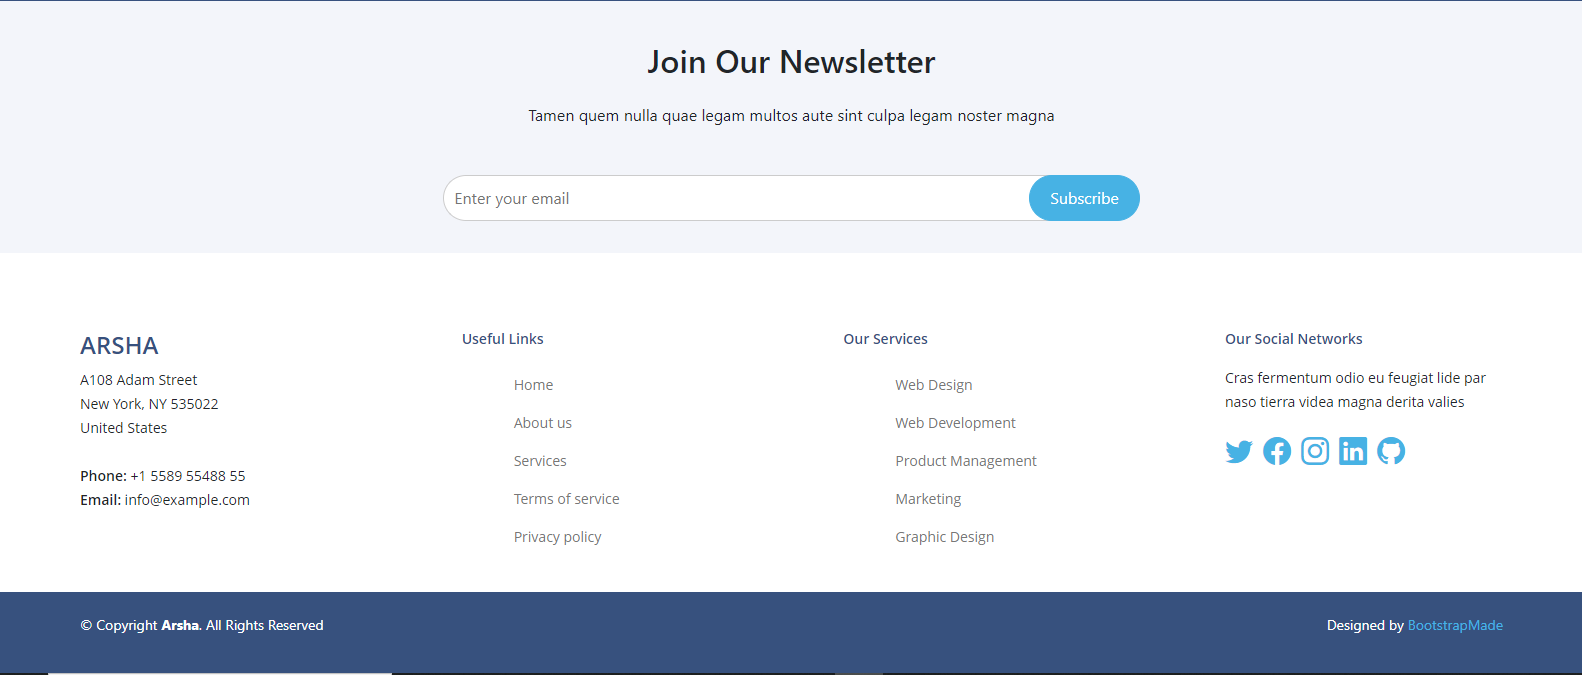 Join Our Newsletter
Tamen quem nulla quae legam multos aute sint culpa legam noster magna
Enter your email
Subscribe
ARSHA
A108 Adam Street
New York, NY 535022
United States
Phone: +1 5589 55488 55
Email: info@example.com
Useful Links
Home
About us
Services
Terms of service
Privacy policy
Our Services
Web Design
Web Development
Product Management
Marketing
Graphic Design
Our Social Networks
Cras fermentum odio eu feugiat lide par
naso tierra videa magna derita valies
© Copyright Arsha. All Rights Reserved
Designed by BootstrapMade